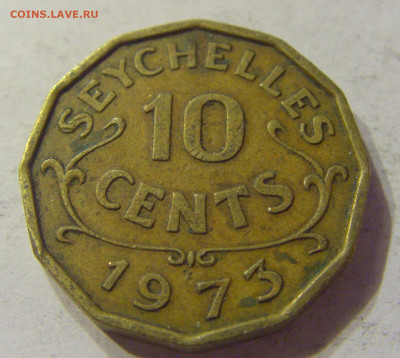 COINS.LAVE.RU
SEYCHELLES
10
CENTS
1973